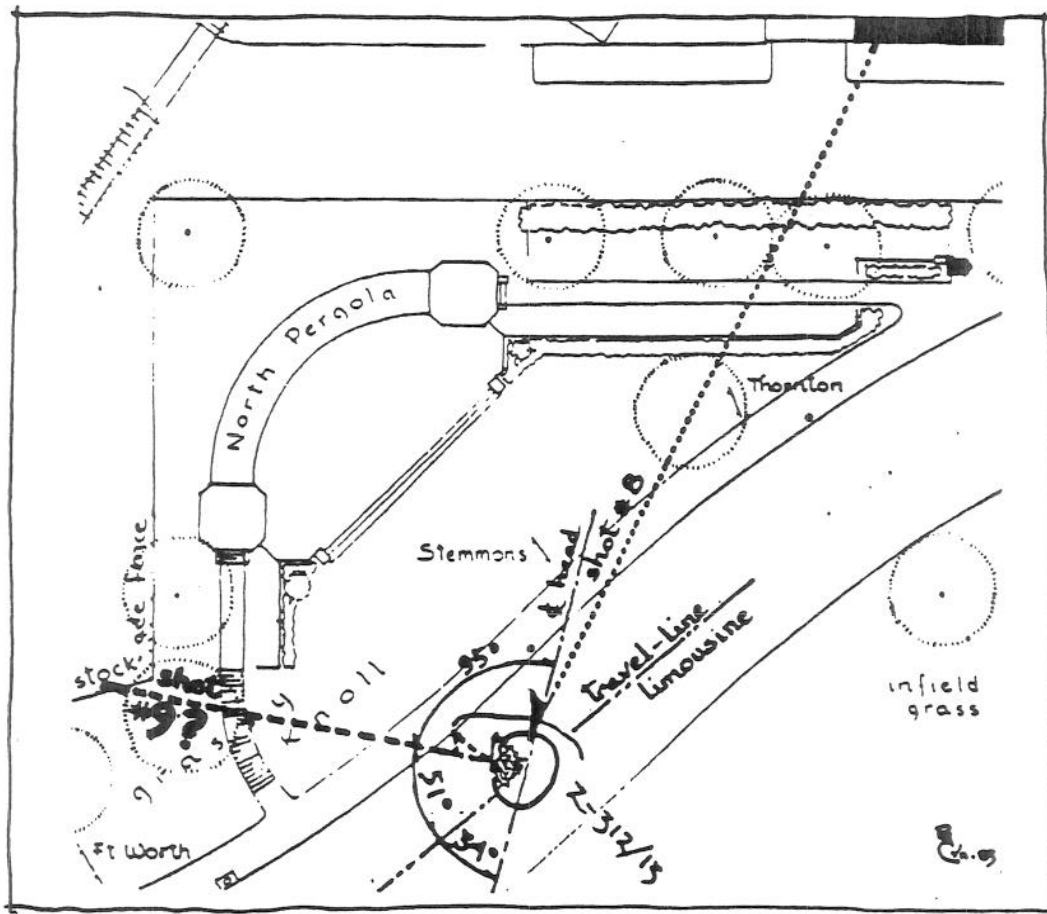 North Pergola
Thornton
Stemmons
¢ head
shot #8
stockade fence
95°
travel-line
limousine
shot
#9
grassy knoll
infield
grass
51°
34°
Z-312/13
Ft Worth